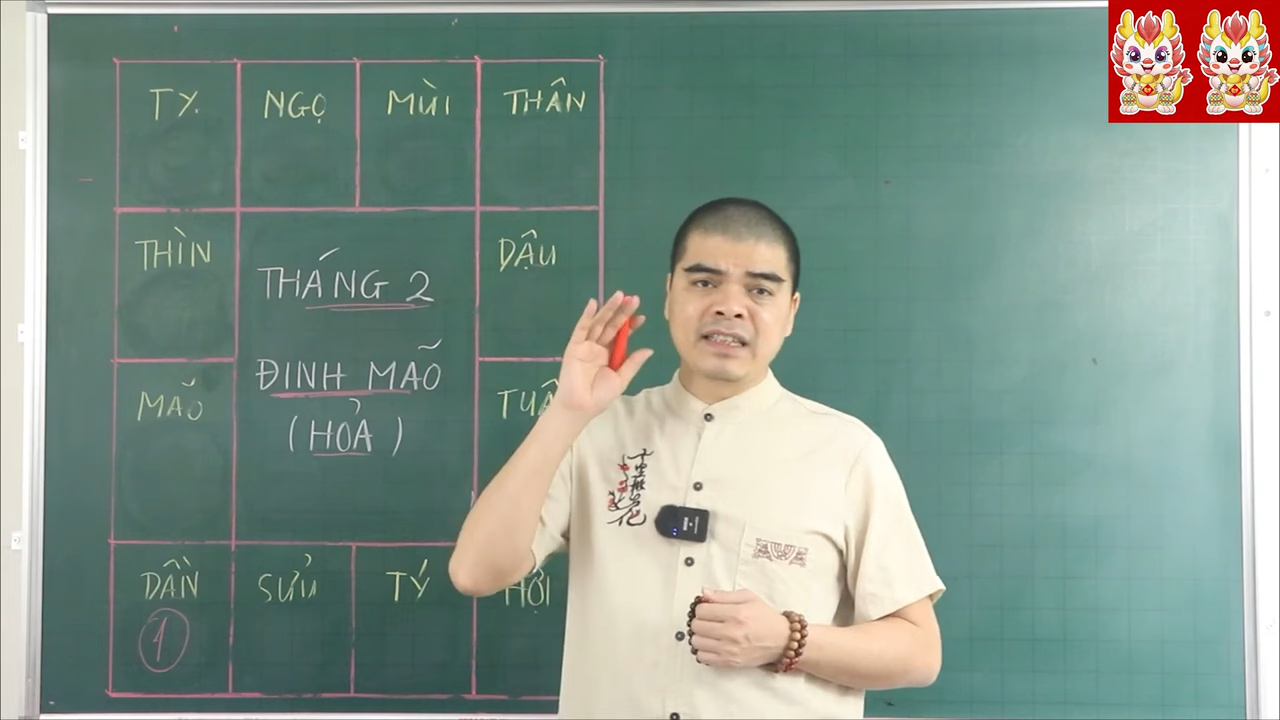 TỴ
NGỌ
MÙI
THÂN
THÌN
THÁNG 2
DẬU
ĐINH MÃO
MÃO
(HỎA)
DẦN
SỬU
TÝ
HỢI
1